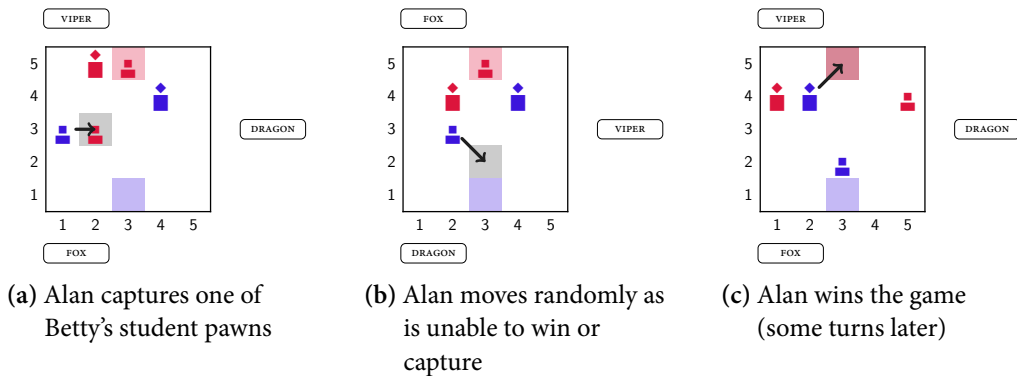 VIPER
5
4
3
2
1
1 2 3 4 5
DRAGON
FOX
(a) Alan captures one of
Betty's student pawns
FOX
5
4
3
2
1
1 2 3 4 5
VIPER
DRAGON
(b) Alan moves randomly as
is unable to win or
capture
VIPER
5
4
3
2
1
1 2 3 4 5
DRAGON
FOX
(c) Alan wins the game
(some turns later)